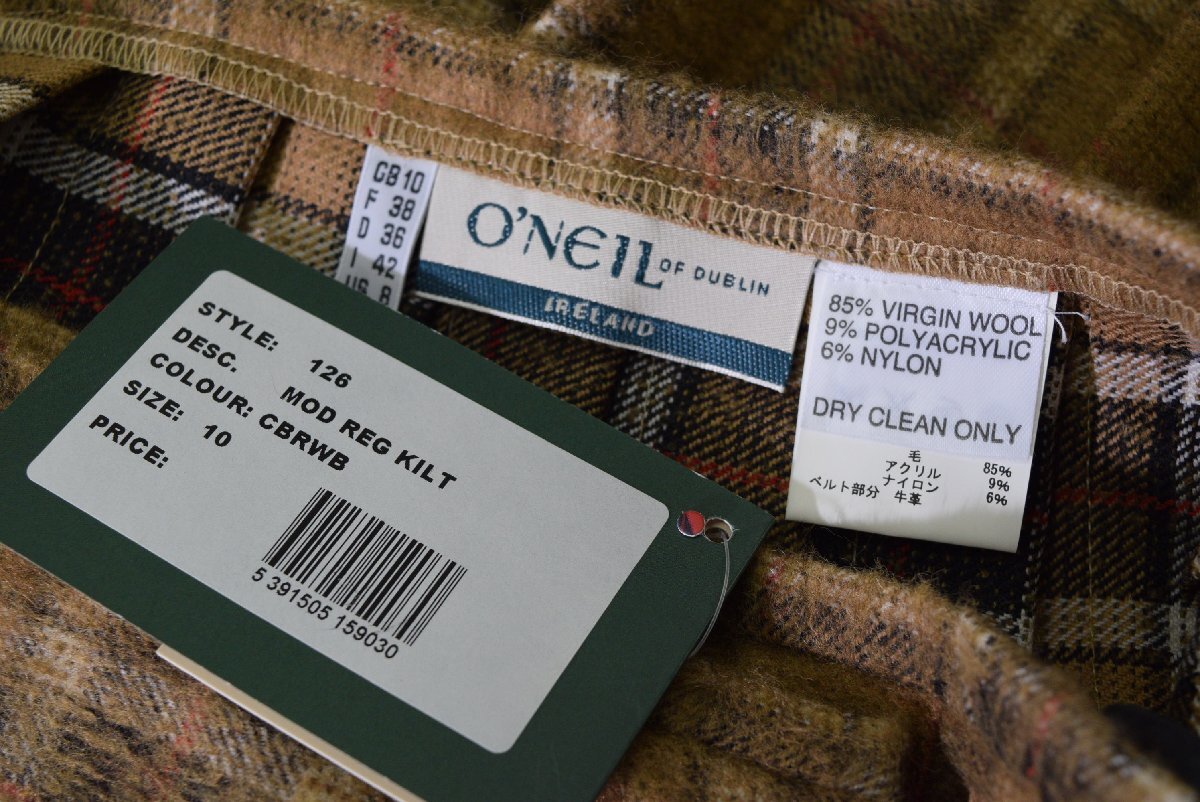 GB 10
F 38
D 36
I 42
US 8
O'NEIL OF DUBLIN
IRELAND
85% VIRGIN WOOL
9% POLYACRYLIC
6% NYLON
DRY CLEAN ONLY
毛 85%
アクリル 9%
ナイロン 6%
ベルト部分 牛革
STYLE: 126
DESC. MOD REG KILT
COLOUR: CBRWB
SIZE: 10
PRICE:
5 391505 159030